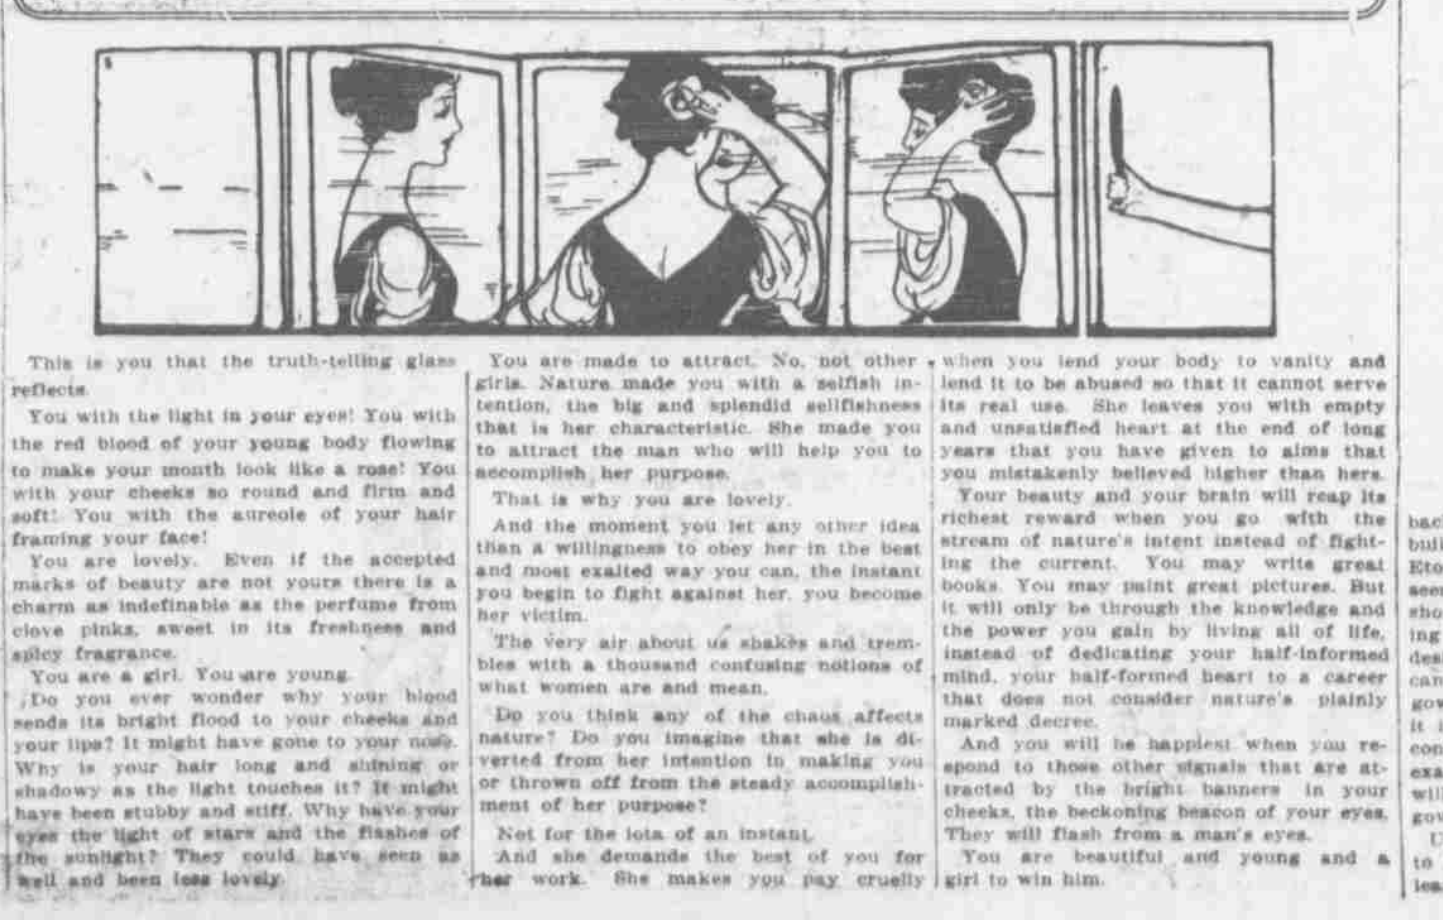 This is you that the truth-telling glass
reflects.
You with the light in your eyes! You with
the red blood of your young body flowing
to make your month look like a rose! You
with your cheeks so round and firm and
soft! You with the aureole of your hair
framing your face!
You are lovely. Even if the accepted
marks of beauty are not yours there is a
charm as indefinable as the perfume from
clove pinks, sweet in its freshness and
spicy fragrance.
You are a girl. You are young.
Do you ever wonder why your blood
sends its bright flood to your cheeks and
your lips? It might have gone to your nose.
Why is your hair long and shining or
shadowy as the light touches it? It might
have been stubby and stiff. Why have your
eyes the light of stars and the flashes of
the sunlight? They could have seen as
well and been less lovely.
You are made to attract. No, not other
girls. Nature made you with a selfish in-
tention, the big and splendid selfishness
that is her characteristic. She made you
to attract the man who will help you to
accomplish her purpose.
That is why you are lovely.
And the moment you let any other idea
than a willingness to obey her in the best
and most exalted way you can, the instant
you begin to fight against her, you become
her victim.
The very air about us shakes and trem-
bles with a thousand confusing notions of
what women are and mean.
Do you think any of the chaos affects
nature? Do you imagine that she is di-
verted from her intention in making you
or thrown off from the steady accomplish-
ment of her purpose?
Not for the iota of an instant.
And she demands the best of you for
her work. She makes you pay cruelly
when you lend your body to vanity and
lend it to be abused so that it cannot serve
its real use. She leaves you with empty
and unsatisfied heart at the end of long
years that you have given to aims that
you mistakenly believed higher than hers.
Your beauty and your brain will reap its
richest reward when you go with the
stream of nature's intent instead of fight-
ing the current. You may write great
books. You may paint great pictures. But
it will only be through the knowledge and
the power you gain by living all of life,
instead of dedicating your half-informed
mind, your half-formed heart to a career
that does not consider nature's plainly
marked decree.
And you will be happiest when you re-
spond to those other signals that are at-
tracted by the bright banners in your
cheeks, the beckoning beacon of your eyes.
They will flash from a man's eyes.
You are beautiful and young and a
girl to win him.